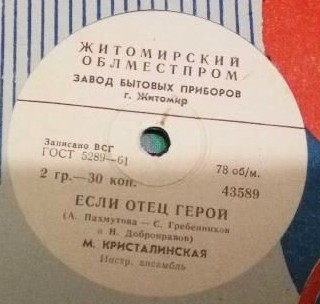 ЖИТОМИРСКИЙ
ОБЛМЕСТПРОМ
ЗАВОД БЫТОВЫХ ПРИБОРОВ
г. Житомир
Записано ВСГ
ГОСТ 5289—61
78 об/м.
2 гр.—30 коп.
43589
ЕСЛИ ОТЕЦ ГЕРОЙ
(А. Пахмутова — С. Гребенников
и Н. Добронравов)
М. КРИСТАЛИНСКАЯ
Инстр. ансамбль